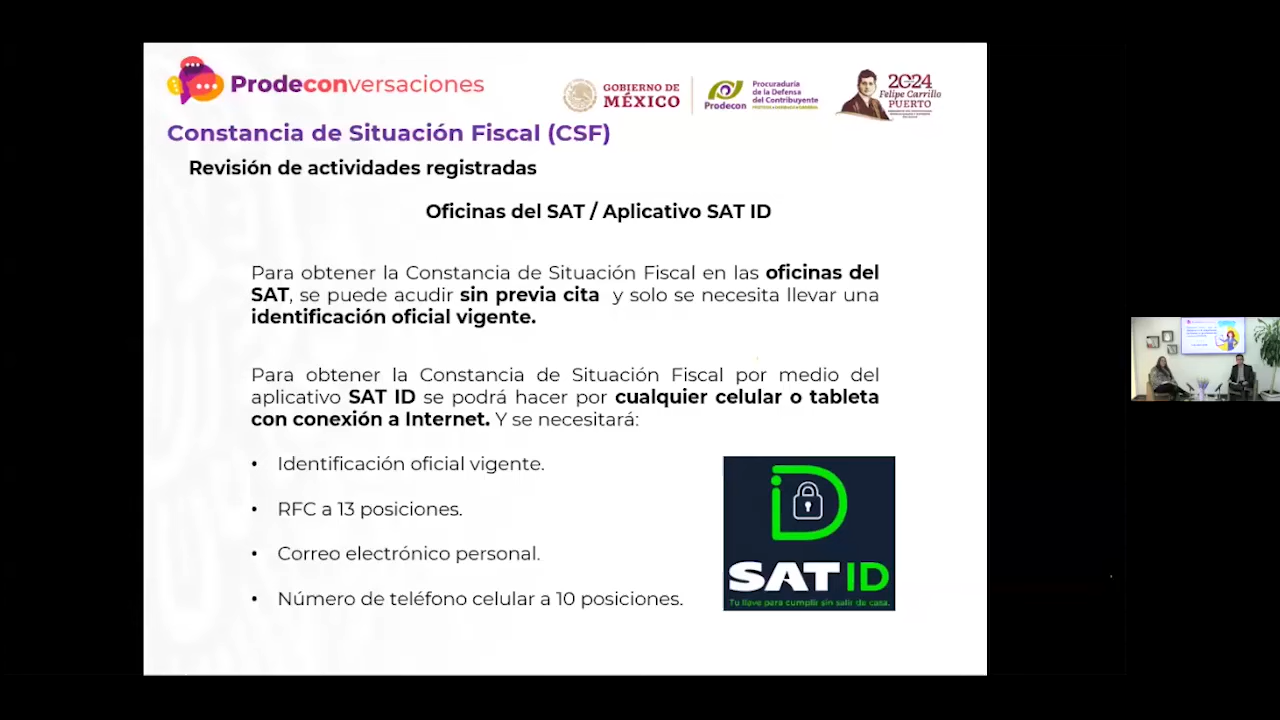 Prodeconversaciones
GOBIERNO DE
MÉXICO
Prodecon
Procuraduría
de la Defensa
del Contribuyente
2024
Felipe Carrillo
PUERTO
Constancia de Situación Fiscal (CSF)
Revisión de actividades registradas
Oficinas del SAT / Aplicativo SAT ID
Para obtener la Constancia de Situación Fiscal en las oficinas del
SAT, se puede acudir sin previa cita y solo se necesita llevar una
identificación oficial vigente.
Para obtener la Constancia de Situación Fiscal por medio del
aplicativo SAT ID se podrá hacer por cualquier celular o tableta
con conexión a Internet. Y se necesitará:
• Identificación oficial vigente.
• RFC a 13 posiciones.
• Correo electrónico personal.
• Número de teléfono celular a 10 posiciones.
iD
SAT ID
Tu llave para cumplir sin salir de casa.